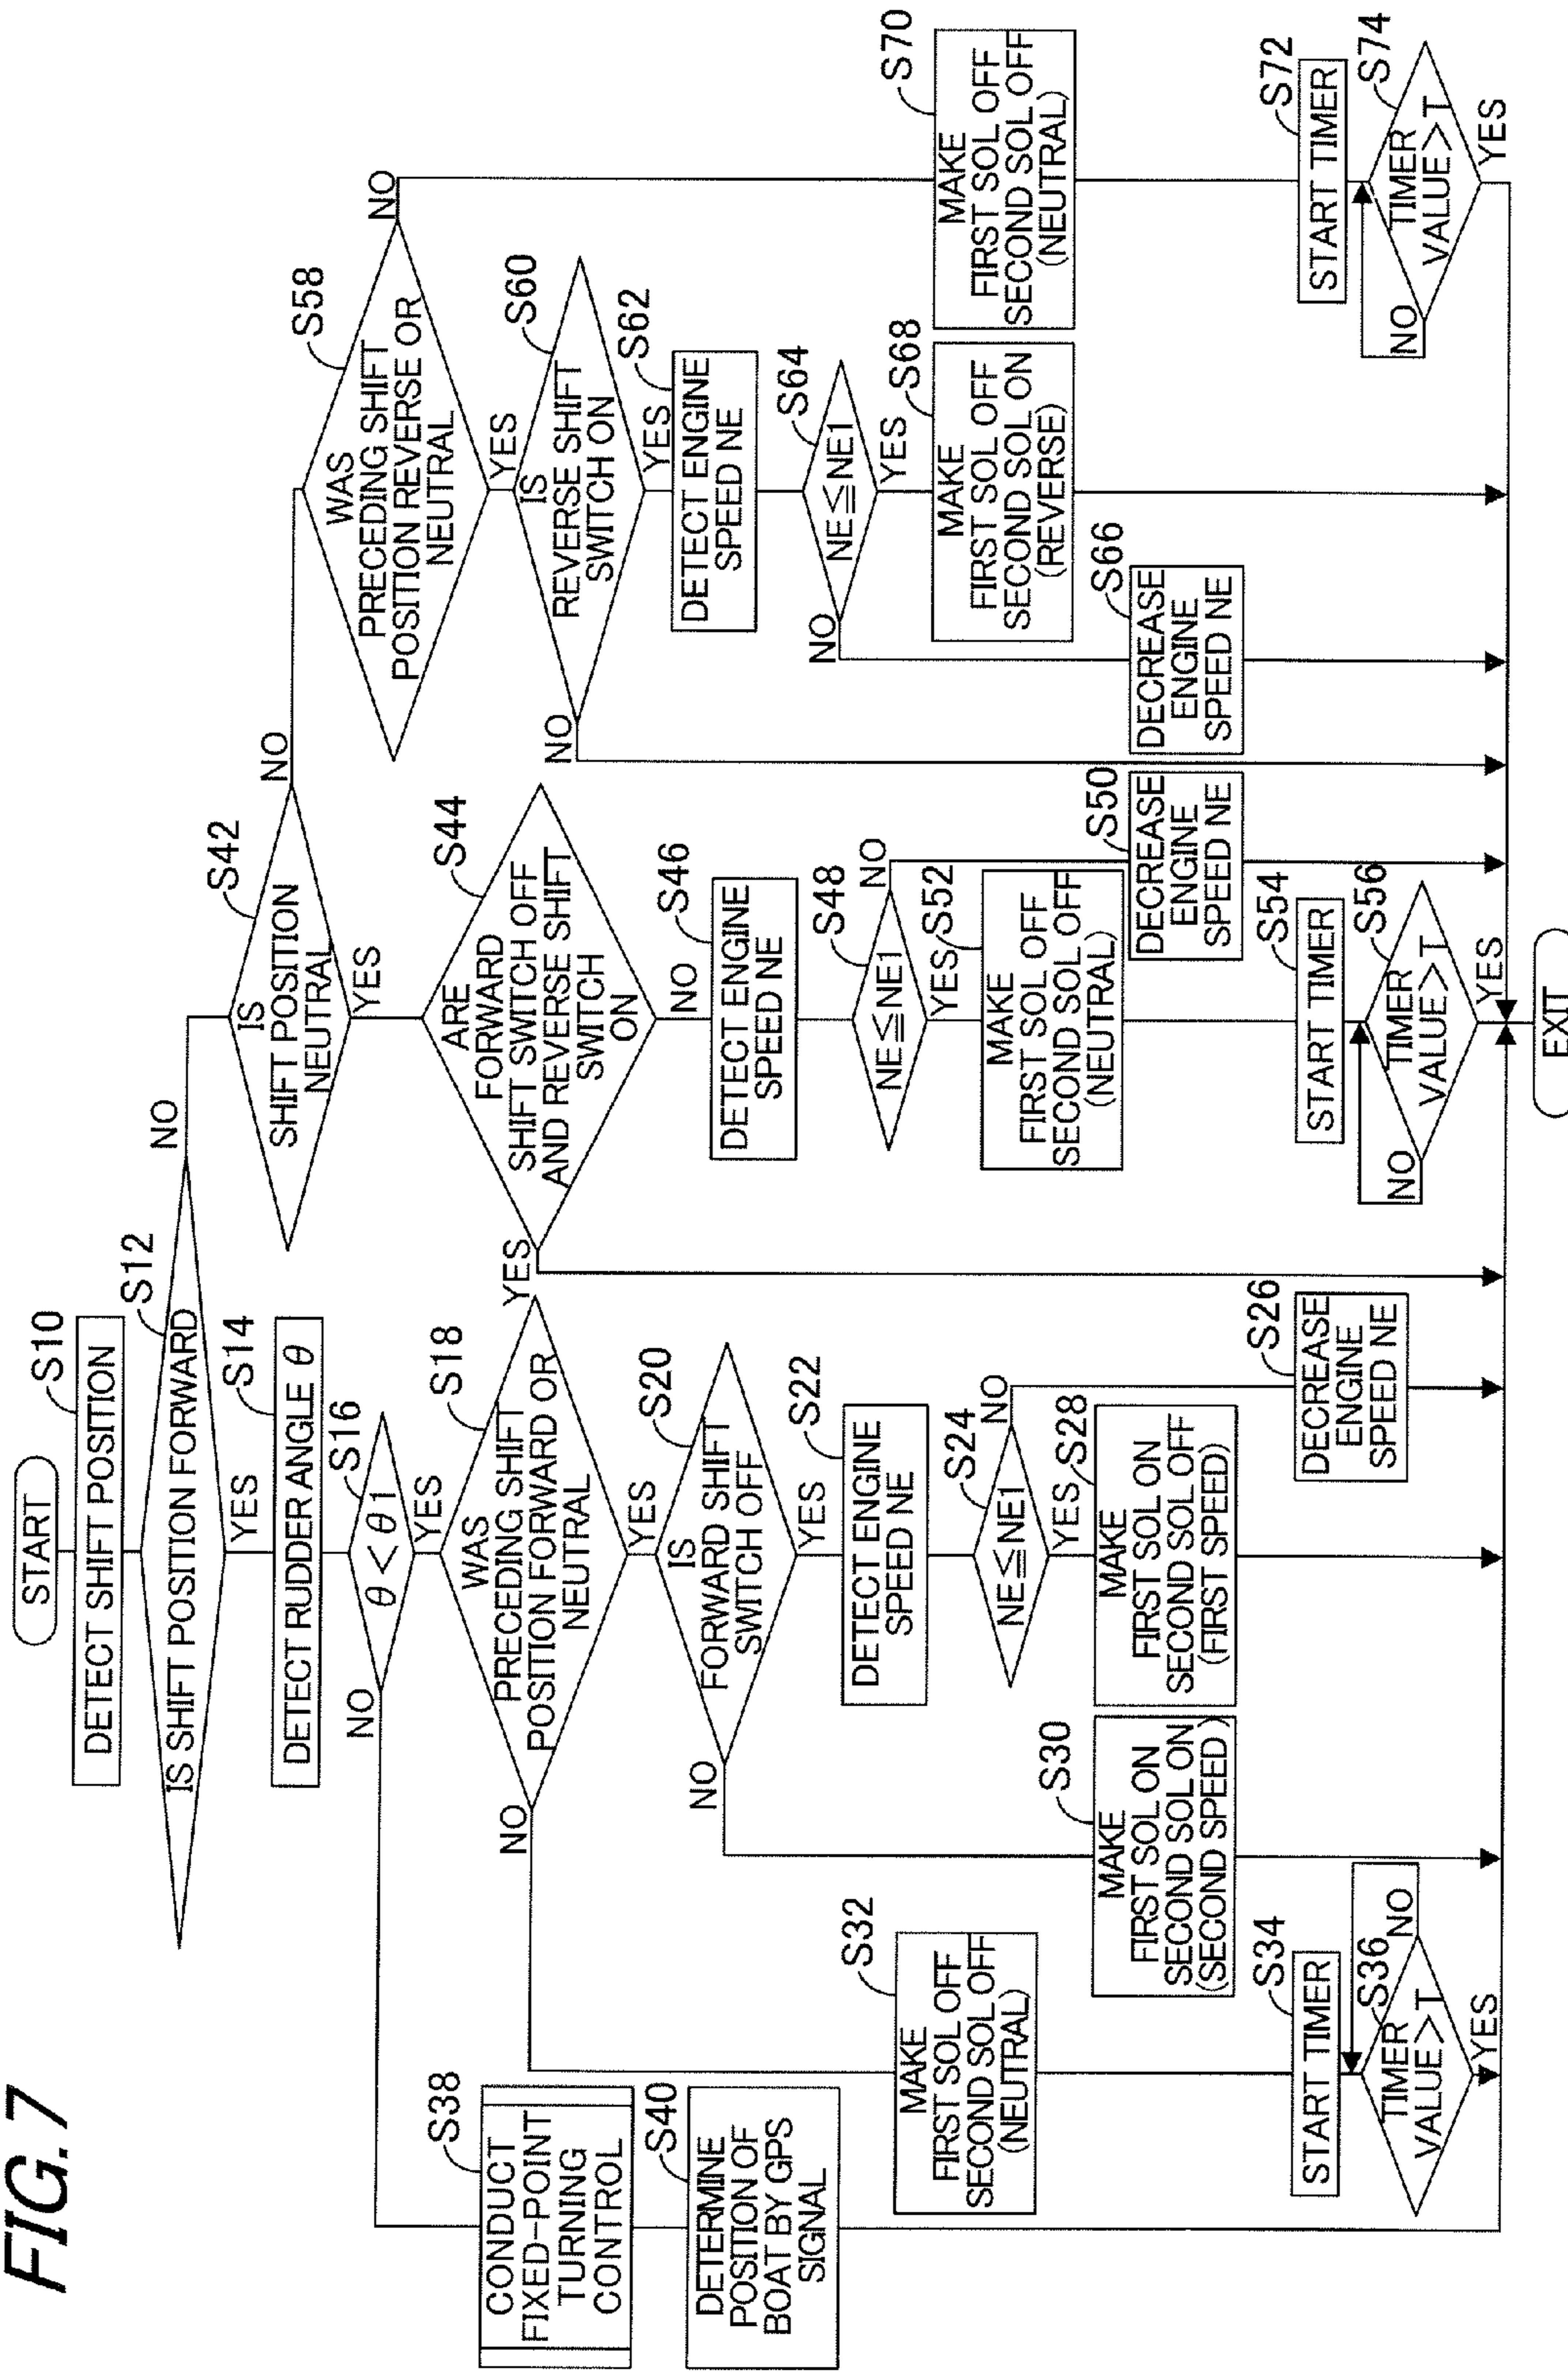 FIG.7
START
S10
DETECT SHIFT POSITION
S12
IS SHIFT POSITION FORWARD
NO
YES
S14
DETECT RUDDER ANGLE θ
S16
θ < θ1
NO
YES
S18
WAS
PRECEDING SHIFT
POSITION FORWARD OR
NEUTRAL
NO
YES
S20
IS
FORWARD SHIFT
SWITCH OFF
NO
YES
S22
DETECT ENGINE
SPEED NE
S24
NE≦NE1
NO
YES
S26
DECREASE
ENGINE
SPEED NE
S28
MAKE
FIRST SOL ON
SECOND SOL OFF
(FIRST SPEED)
S30
MAKE
FIRST SOL ON
SECOND SOL ON
(SECOND SPEED)
S32
MAKE
FIRST SOL OFF
SECOND SOL OFF
(NEUTRAL)
S34
START TIMER
S36
TIMER
VALUE>T
NO
YES
S38
CONDUCT
FIXED-POINT
TURNING
CONTROL
S40
DETERMINE
POSITION OF
BOAT BY GPS
SIGNAL
S42
IS
SHIFT POSITION
NEUTRAL
NO
YES
S44
ARE
FORWARD
SHIFT SWITCH OFF
AND REVERSE SHIFT
SWITCH
ON
YES
NO
S46
DETECT ENGINE
SPEED NE
S48
NE≦NE1
NO
YES
S50
DECREASE
ENGINE
SPEED NE
S52
MAKE
FIRST SOL OFF
SECOND SOL OFF
(NEUTRAL)
S54
START TIMER
S56
TIMER
VALUE>T
NO
YES
S58
WAS
PRECEDING SHIFT
POSITION REVERSE OR
NEUTRAL
NO
YES
S60
IS
REVERSE SHIFT
SWITCH ON
NO
YES
S62
DETECT ENGINE
SPEED NE
S64
NE≦NE1
NO
YES
S66
DECREASE
ENGINE
SPEED NE
S68
MAKE
FIRST SOL OFF
SECOND SOL ON
(REVERSE)
S70
MAKE
FIRST SOL OFF
SECOND SOL OFF
(NEUTRAL)
S72
START TIMER
S74
TIMER
VALUE>T
NO
YES
EXIT